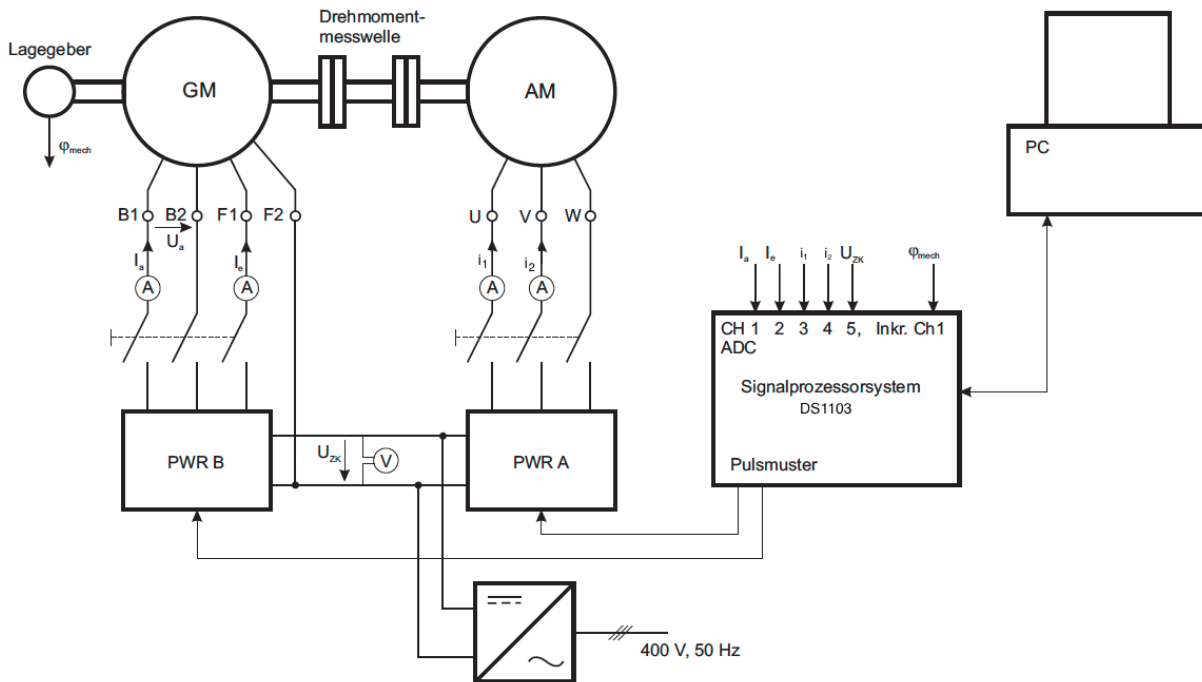 Drehmoment-
messwelle
Lagegeber
GM
AM
φmech
PC
B1 B2 F1 F2
U V W
Ua
Ia
Ie
i1
i2
A
A
A
A
Ia Ie i1 i2 UZK φmech
CH 1 2 3 4 5, Inkr. Ch1
ADC
Signalprozessorsystem
DS1103
Pulsmuster
PWR B
UZK
V
PWR A
400 V, 50 Hz